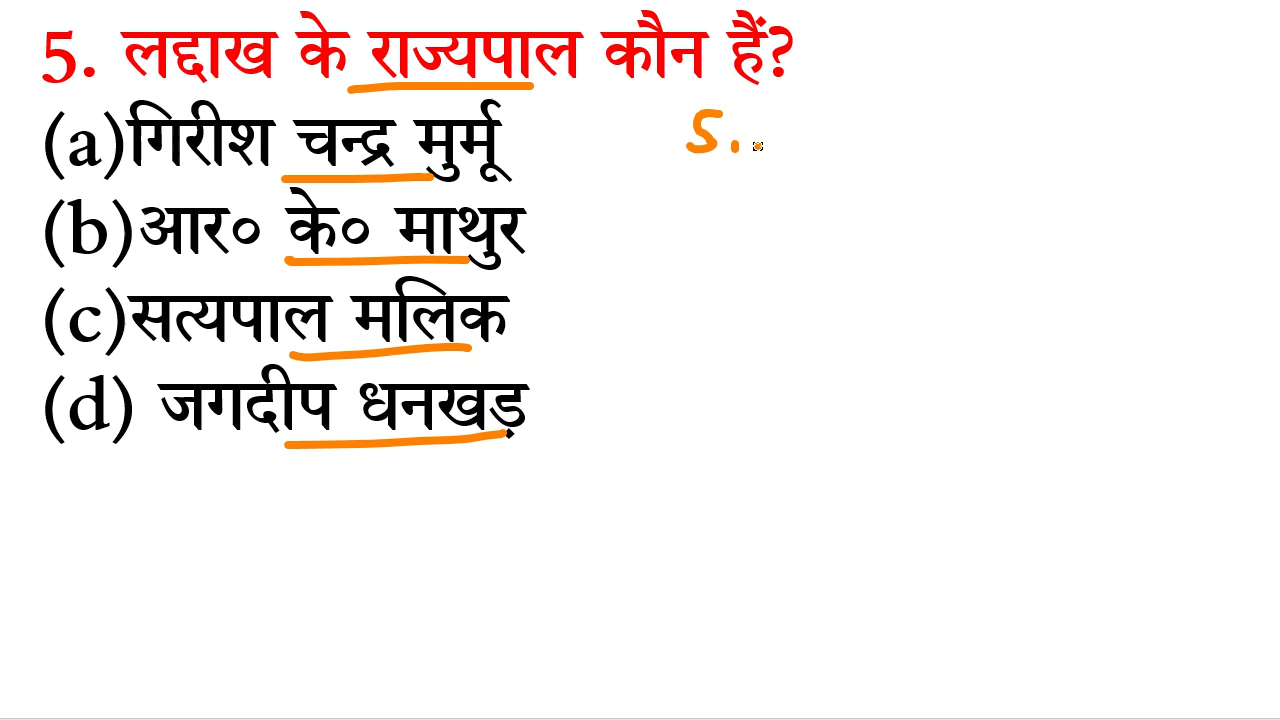 5. लद्दाख के राज्यपाल कौन हैं?
(a)गिरीश चन्द्र मुर्मू
5.
(b)आर० के० माथुर
(c)सत्यपाल मलिक
(d) जगदीप धनखड़